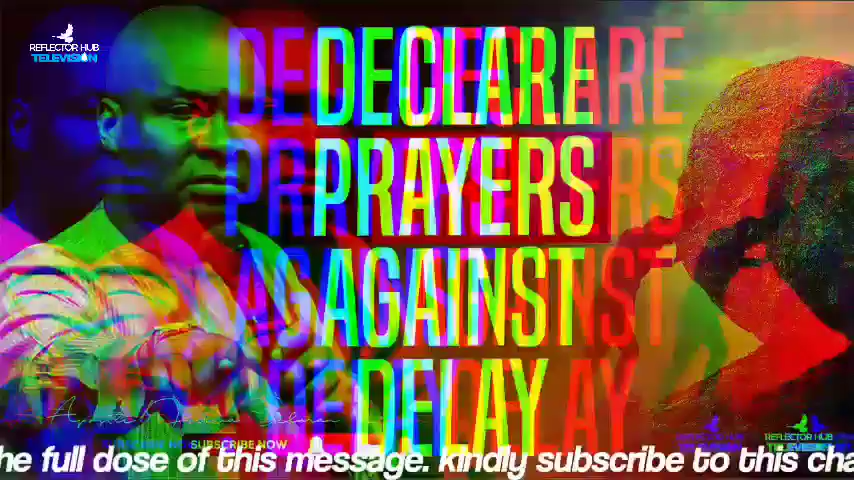 REFLECTOR HUB
TELEVISION
DECLARE
PRAYERS
AGAINST
DELAY
SUBSCRIBE NOW
REFLECTOR HUB
TELEVISION
he full dose of this message. kindly subscribe to this cha